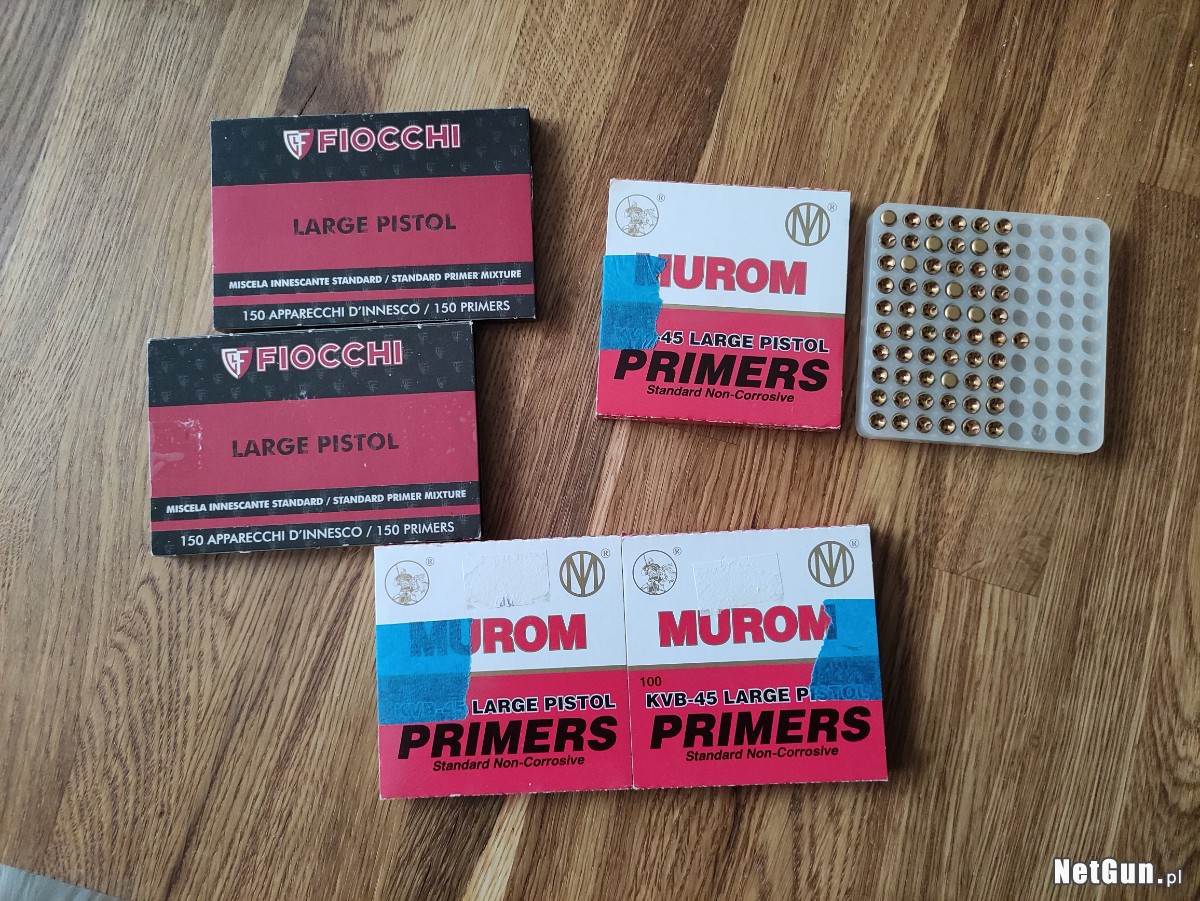 FIOCCHI
LARGE PISTOL
MISCELA INNESCANTE STANDARD / STANDARD PRIMER MIXTURE
150 APPARECCHI D'INNESCO / 150 PRIMERS
FIOCCHI
LARGE PISTOL
MISCELA INNESCANTE STANDARD / STANDARD PRIMER MIXTURE
150 APPARECCHI D'INNESCO / 150 PRIMERS
®
®
MUROM
-45 LARGE PISTOL
PRIMERS
Standard Non-Corrosive
®
®
MUROM
KVB-45 LARGE PISTOL
PRIMERS
Standard Non-Corrosive
®
®
MUROM
100
KVB-45 LARGE PISTOL
PRIMERS
Standard Non-Corrosive
NetGun.pl